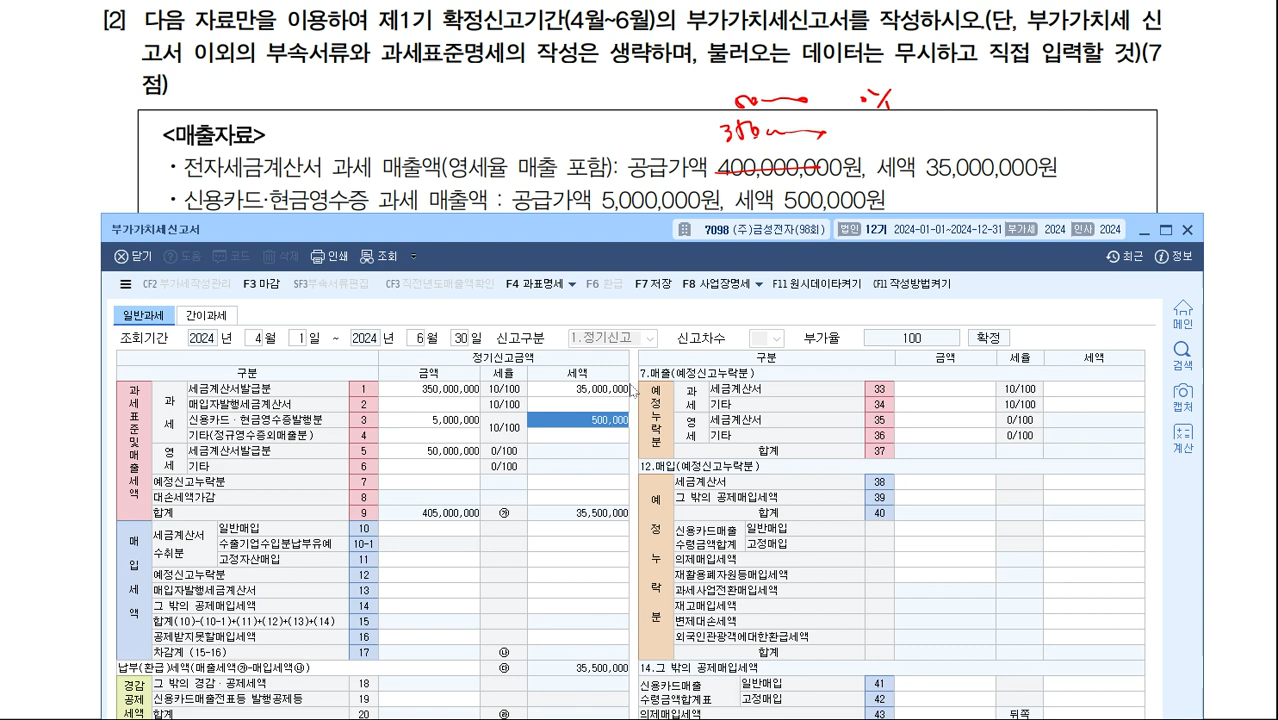 [2] 다음 자료만을 이용하여 제1기 확정신고기간(4월~6월)의 부가가치세신고서를 작성하시오.(단, 부가가치세 신
고서 이외의 부속서류와 과세표준명세의 작성은 생략하며, 불러오는 데이터는 무시하고 직접 입력할 것)(7
점)
<매출자료>
· 전자세금계산서 과세 매출액(영세율 매출 포함): 공급가액 400,000,000원, 세액 35,000,000원
· 신용카드·현금영수증 과세 매출액 : 공급가액 5,000,000원, 세액 500,000원
부가가치세신고서 7098 (주)금성전자(98회) 법인 12기 2024-01-01~2024-12-31 부가세 2024 인사 2024
닫기 도움 코드 삭제 인쇄 조회 최근 정보
CF2 부가세작성관리 F3 마감 SF3부속서류편집 CF3 직전년도매출액확인 F4 과표명세 F6 환급 F7 저장 F8 사업장명세 F11 원시데이타켜기 CF11 작성방법켜기
일반과세 간이과세
조회기간 2024 년 4 월 1 일 ~ 2024 년 6 월 30 일 신고구분 1.정기신고 신고차수 부가율 100 확정
메인
검색
캡처
계산
정기신고금액
구분 금액 세율 세액
과세표준및매출세액
과세 세금계산서발급분 1 350,000,000 10/100 35,000,000
매입자발행세금계산서 2 10/100
신용카드·현금영수증발행분 3 5,000,000 10/100 500,000
기타(정규영수증외매출분) 4
영세 세금계산서발급분 5 50,000,000 0/100
기타 6 0/100
예정신고누락분 7
대손세액가감 8
합계 9 405,000,000 ㉮ 35,500,000
매입세액
세금계산서 수취분 일반매입 10
수출기업수입분납부유예 10-1
고정자산매입 11
예정신고누락분 12
매입자발행세금계산서 13
그 밖의 공제매입세액 14
합계(10)-(10-1)+(11)+(12)+(13)+(14) 15
공제받지못할매입세액 16
차감계 (15-16) 17 ㉯
납부(환급)세액(매출세액㉮-매입세액㉯) ㉰ 35,500,000
경감공제세액
그 밖의 경감·공제세액 18
신용카드매출전표등 발행공제등 19
합계 20 ㉱
구분 금액 세율 세액
7.매출(예정신고누락분)
예정누락분
과세 세금계산서 33 10/100
기타 34 10/100
영세 세금계산서 35 0/100
기타 36 0/100
합계 37
12.매입(예정신고누락분)
예정누락분
세금계산서 38
그 밖의 공제매입세액 39
합계 40
신용카드매출 수령금액합계 일반매입
고정매입
의제매입세액
재활용폐자원등매입세액
과세사업전환매입세액
재고매입세액
변제대손세액
외국인관광객에대한환급세액
합계
14.그 밖의 공제매입세액
신용카드매출 수령금액합계표 일반매입 41
고정매입 42
의제매입세액 43 뒤쪽